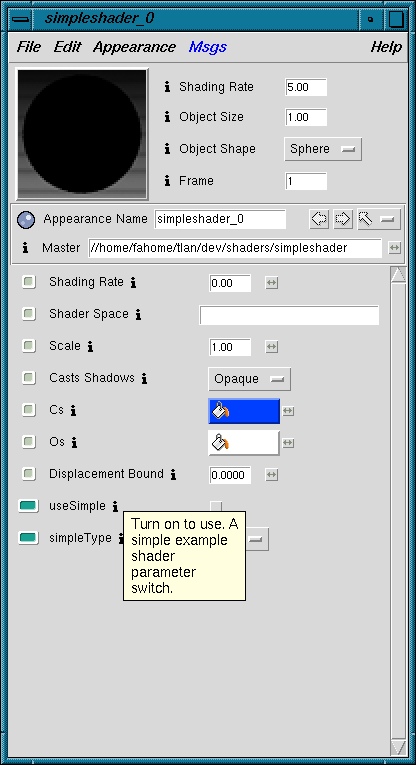 simpleshader_0
File Edit Appearance Msgs Help
Shading Rate 5.00
Object Size 1.00
Object Shape Sphere
Frame 1
Appearance Name simpleshader_0
Master //home/fahome/tlan/dev/shaders/simpleshader
Shading Rate 0.00
Shader Space
Scale 1.00
Casts Shadows Opaque
Cs
Os
Displacement Bound 0.0000
useSimple
simpleType
Turn on to use. A
simple example
shader
parameter
switch.